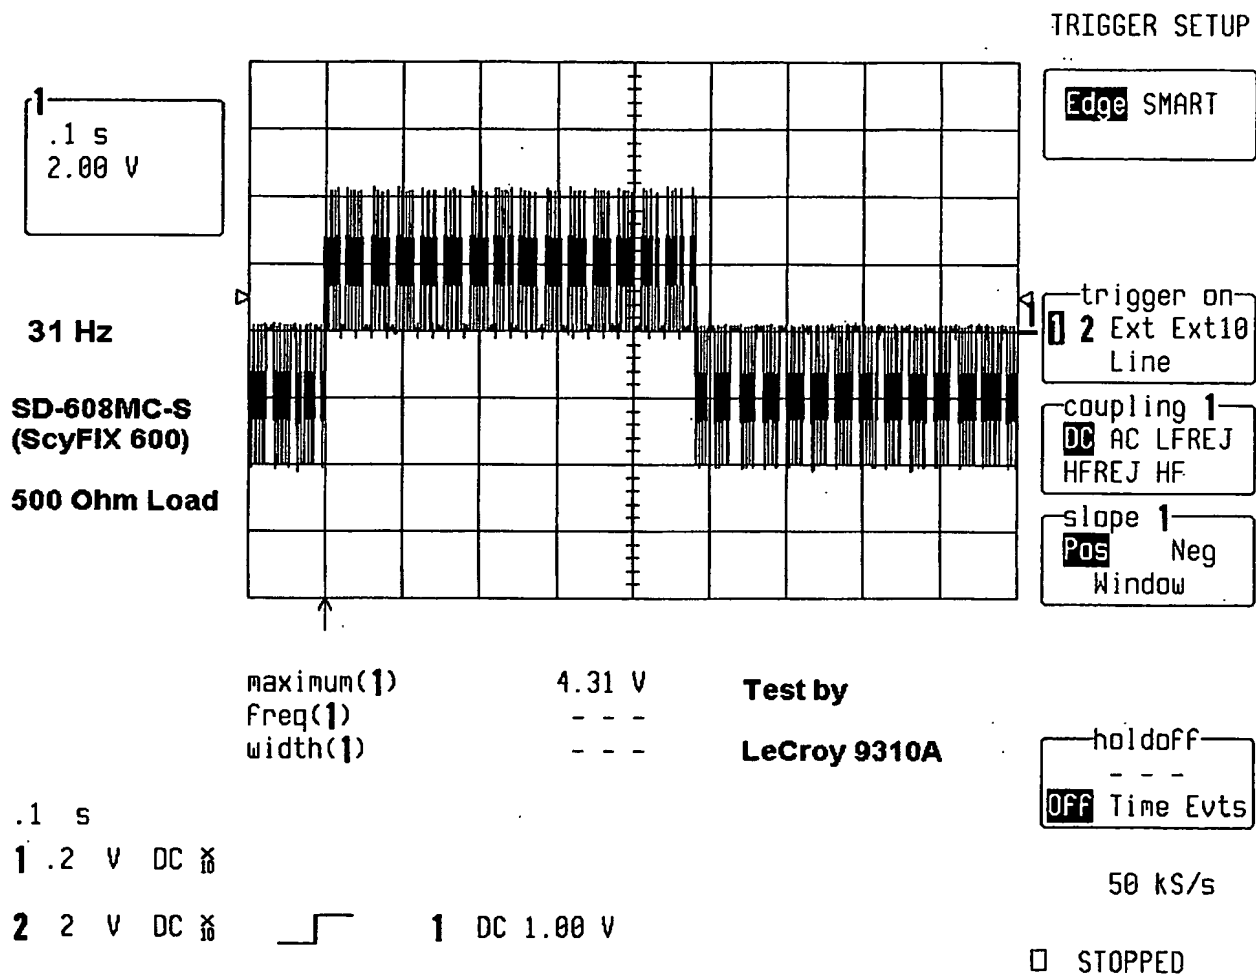 TRIGGER SETUP
1
.1 s
2.00 V
Edge SMART
31 Hz
SD-608MC-S
(ScyFIX 600)
500 Ohm Load
1
trigger on
1 2 Ext Ext10
Line
coupling 1
DC AC LFREJ
HFREJ HF
slope 1
Pos Neg
Window
maximum(1) 4.31 V
freq(1) - - -
width(1) - - -
Test by
LeCroy 9310A
holdoff
- - -
Off Time Evts
.1 s
1 .2 V DC X10
2 2 V DC X10
1 DC 1.00 V
50 kS/s
STOPPED